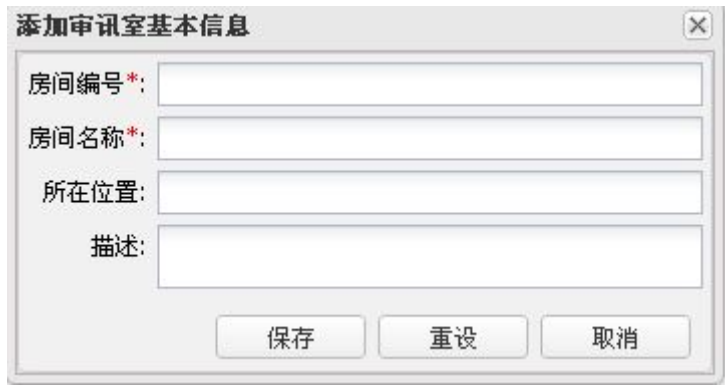 添加审讯室基本信息
房间编号*:
房间名称*:
所在位置:
描述:
保存 重设 取消